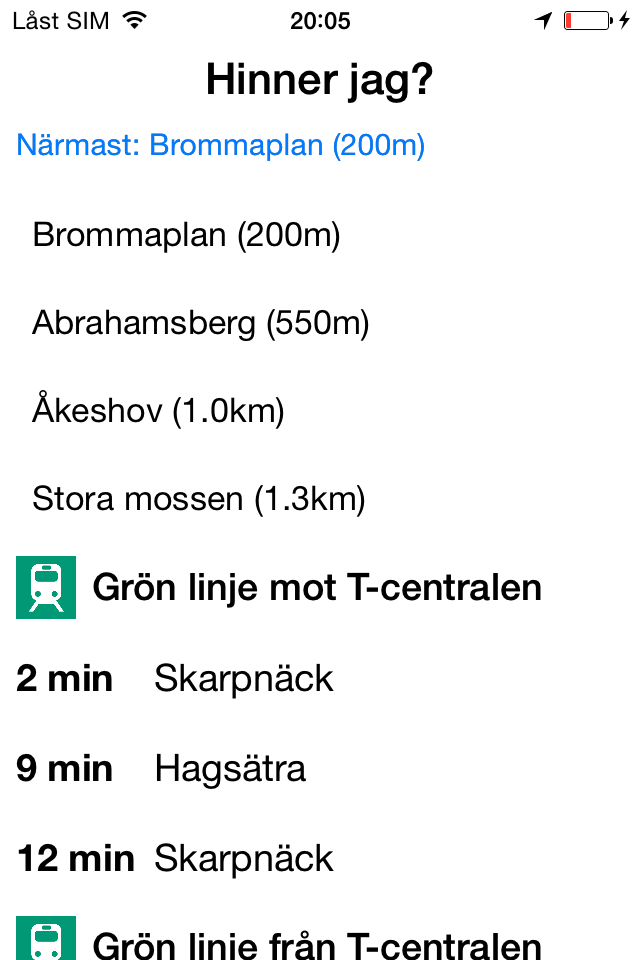 Låst SIM 20:05
Hinner jag?
Närmast: Brommaplan (200m)
Brommaplan (200m)
Abrahamsberg (550m)
Åkeshov (1.0km)
Stora mossen (1.3km)
Grön linje mot T-centralen
2 min Skarpnäck
9 min Hagsätra
12 min Skarpnäck
Grön linje från T-centralen